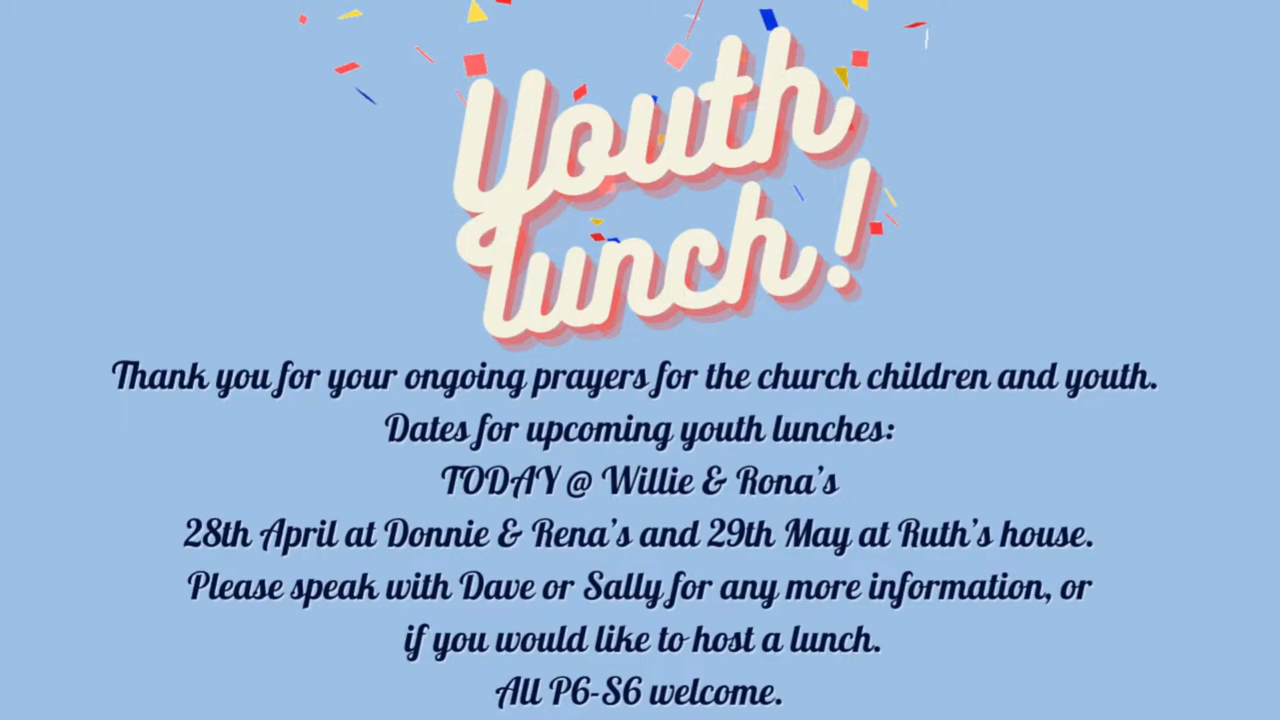 Youth
lunch!
Thank you for your ongoing prayers for the church children and youth.
Dates for upcoming youth lunches:
TODAY @ Willie & Rona's
28th April at Donnie & Rena's and 29th May at Ruth's house.
Please speak with Dave or Sally for any more information, or
if you would like to host a lunch.
All P6-S6 welcome.